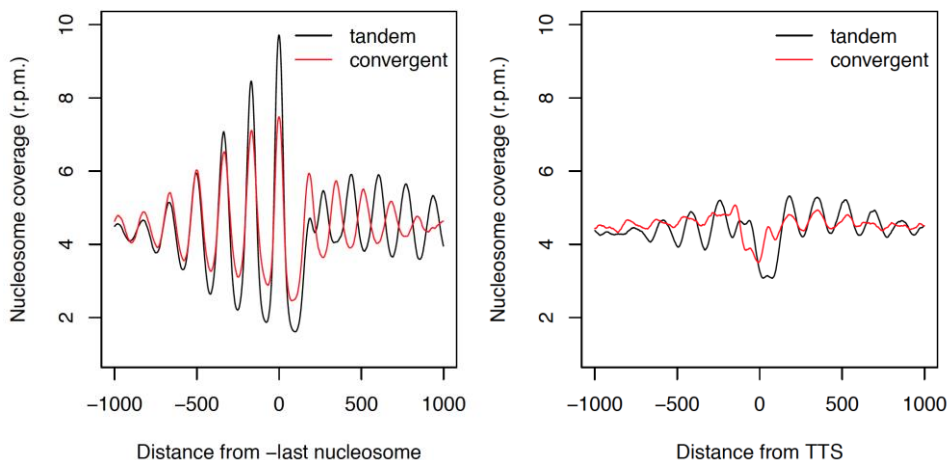 Nucleosome coverage (r.p.m.)
10
8
6
4
2
tandem
convergent
−1000
−500
0
500
1000
Distance from −last nucleosome
Nucleosome coverage (r.p.m.)
10
8
6
4
2
tandem
convergent
−1000
−500
0
500
1000
Distance from TTS